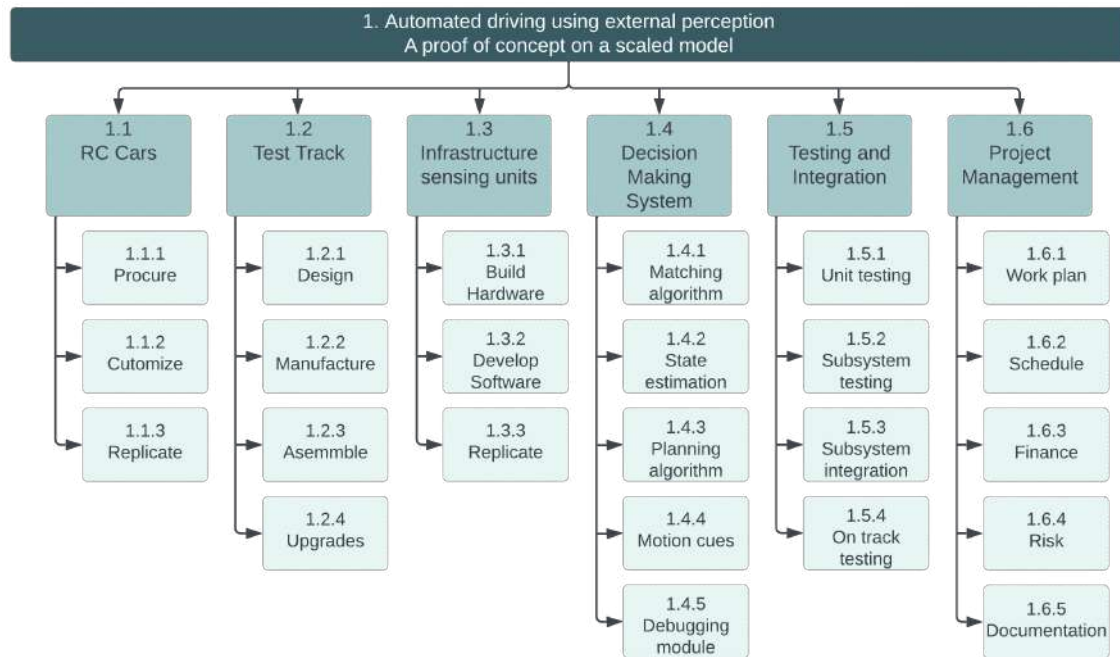 1. Automated driving using external perception
A proof of concept on a scaled model
1.1
RC Cars
1.1.1
Procure
1.1.2
Cutomize
1.1.3
Replicate
1.2
Test Track
1.2.1
Design
1.2.2
Manufacture
1.2.3
Asemmble
1.2.4
Upgrades
1.3
Infrastructure
sensing units
1.3.1
Build
Hardware
1.3.2
Develop
Software
1.3.3
Replicate
1.4
Decision
Making
System
1.4.1
Matching
algorithm
1.4.2
State
estimation
1.4.3
Planning
algorithm
1.4.4
Motion cues
1.4.5
Debugging
module
1.5
Testing and
Integration
1.5.1
Unit testing
1.5.2
Subsystem
testing
1.5.3
Subsystem
integration
1.5.4
On track
testing
1.6
Project
Management
1.6.1
Work plan
1.6.2
Schedule
1.6.3
Finance
1.6.4
Risk
1.6.5
Documentation